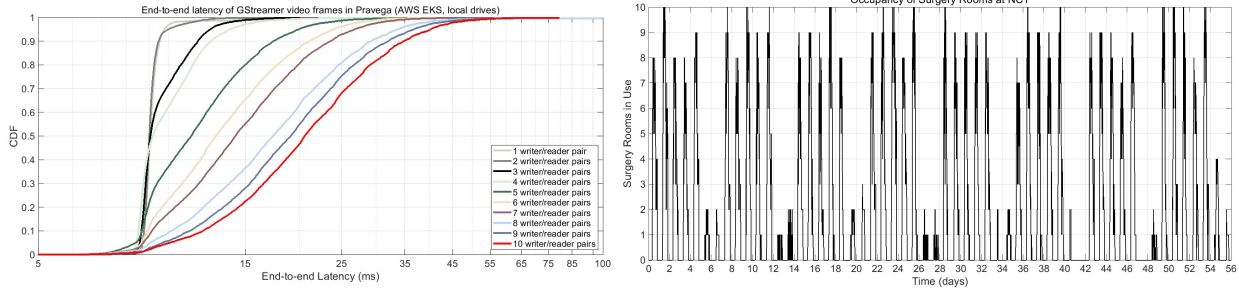 End-to-end latency of GStreamer video frames in Pravega (AWS EKS, local drives)
1
0.9
0.8
0.7
0.6
0.5
0.4
0.3
0.2
0.1
0
CDF
1 writer/reader pair
2 writer/reader pairs
3 writer/reader pairs
4 writer/reader pairs
5 writer/reader pairs
6 writer/reader pairs
7 writer/reader pairs
8 writer/reader pairs
9 writer/reader pairs
10 writer/reader pairs
5 15 25 35 45 55 65 75 85 100
End-to-end Latency (ms)
Occupancy of Surgery Rooms at NCT
10
9
8
7
6
5
4
3
2
1
0
Surgery Rooms in Use
0 2 4 6 8 10 12 14 16 18 20 22 24 26 28 30 32 34 36 38 40 42 44 46 48 50 52 54 56
Time (days)